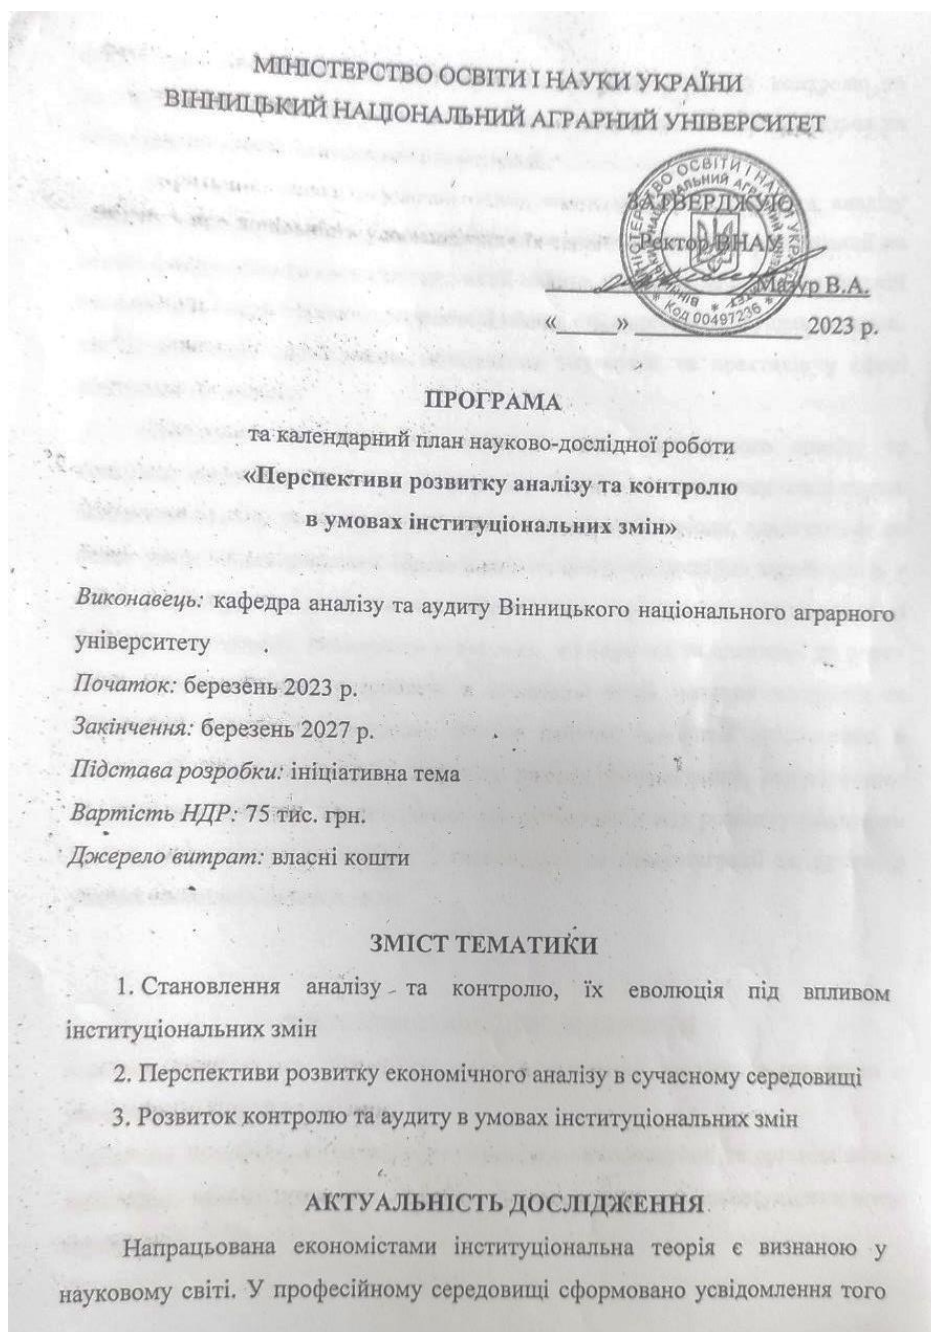 МІНІСТЕРСТВО ОСВІТИ І НАУКИ УКРАЇНИ
ВІННИЦЬКИЙ НАЦІОНАЛЬНИЙ АГРАРНИЙ УНІВЕРСИТЕТ
ЗАТВЕРДЖУЮ
Ректор ВНАУ
Мазур В.А.
Код 00497236
« » 2023 р.
ПРОГРАМА
та календарний план науково-дослідної роботи
«Перспективи розвитку аналізу та контролю
в умовах інституціональних змін»
Виконавець: кафедра аналізу та аудиту Вінницького національного аграрного
університету
Початок: березень 2023 р.
Закінчення: березень 2027 р.
Підстава розробки: ініціативна тема
Вартість НДР: 75 тис. грн.
Джерело витрат: власні кошти
ЗМІСТ ТЕМАТИКИ
1. Становлення аналізу та контролю, їх еволюція під впливом
інституціональних змін
2. Перспективи розвитку економічного аналізу в сучасному середовищі
3. Розвиток контролю та аудиту в умовах інституціональних змін
АКТУАЛЬНІСТЬ ДОСЛІДЖЕННЯ
Напрацьована економістами інституціональна теорія є визнаною у
науковому світі. У професійному середовищі сформовано усвідомлення того